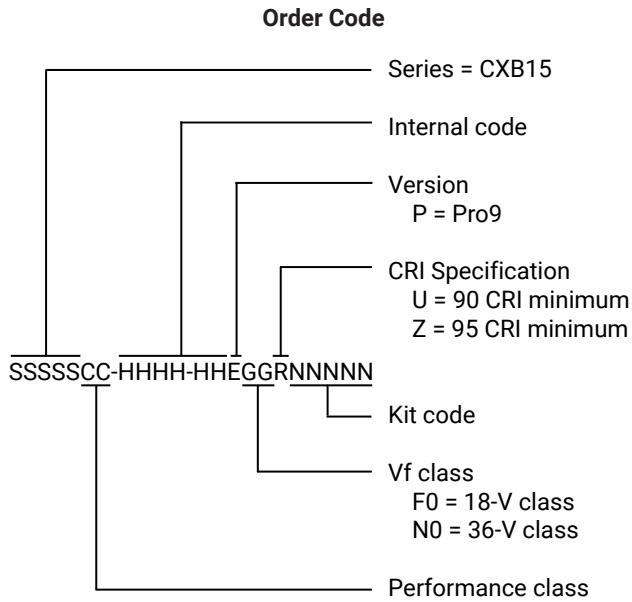 Order Code
Series = CXB15
Internal code
Version
P = Pro9
CRI Specification
U = 90 CRI minimum
Z = 95 CRI minimum
SSSSSCC-HHHH-HHEGGRNNNNN
Kit code
Vf class
F0 = 18-V class
N0 = 36-V class
Performance class